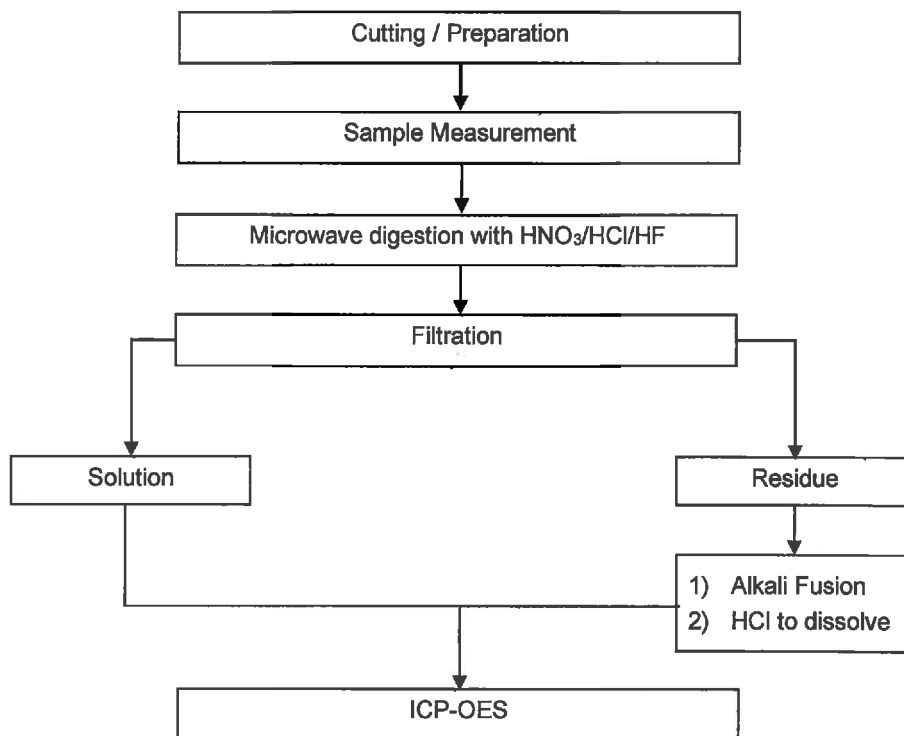 Cutting / Preparation
Sample Measurement
Microwave digestion with HNO₃/HCl/HF
Filtration
Solution
Residue
1) Alkali Fusion
2) HCl to dissolve
ICP-OES